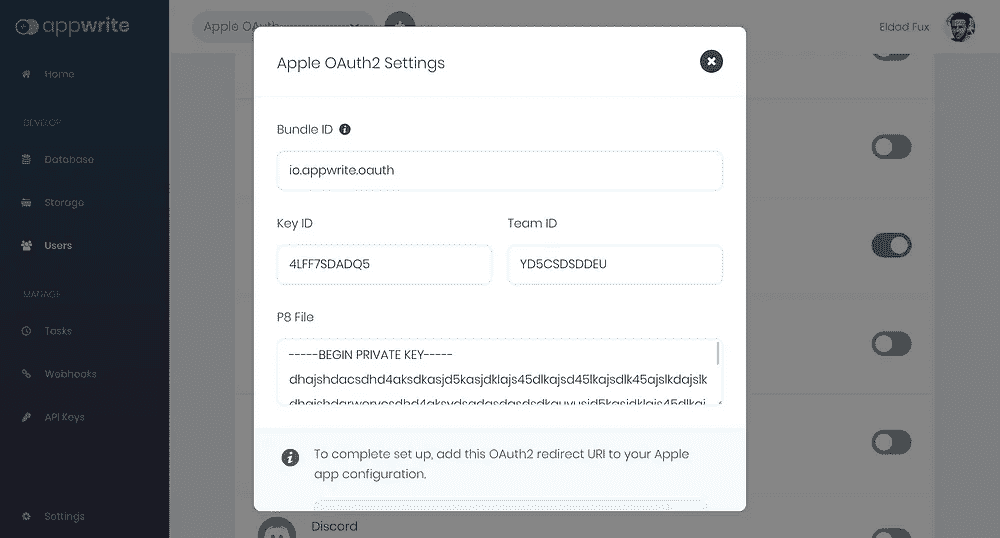 appwrite
Apple OAuth
Eldad Fux
Home
DEVELOP
Database
Storage
Users
MANAGE
Tasks
Webhooks
API Keys
Settings
Apple OAuth2 Settings
Bundle ID
io.appwrite.oauth
Key ID
Team ID
4LFF7SDADQ5
YD5CSDSDDEU
P8 File
-----BEGIN PRIVATE KEY-----
dhajshdacsdhd4aksdkasjd5kasjdklajs45dlkajsd45lkajsdlk45ajslkdajslk
To complete set up, add this OAuth2 redirect URI to your Apple
app configuration.
Discord